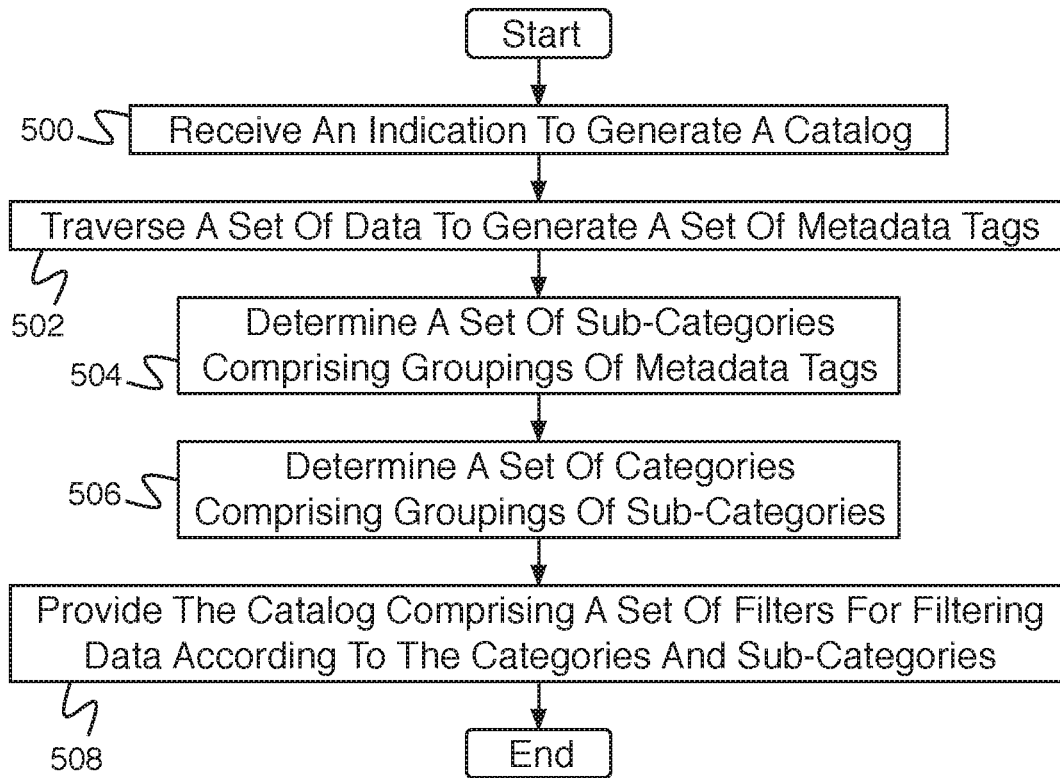 Start
500
Receive An Indication To Generate A Catalog
Traverse A Set Of Data To Generate A Set Of Metadata Tags
502
Determine A Set Of Sub-Categories
Comprising Groupings Of Metadata Tags
504
Determine A Set Of Categories
Comprising Groupings Of Sub-Categories
506
Provide The Catalog Comprising A Set Of Filters For Filtering
Data According To The Categories And Sub-Categories
508
End